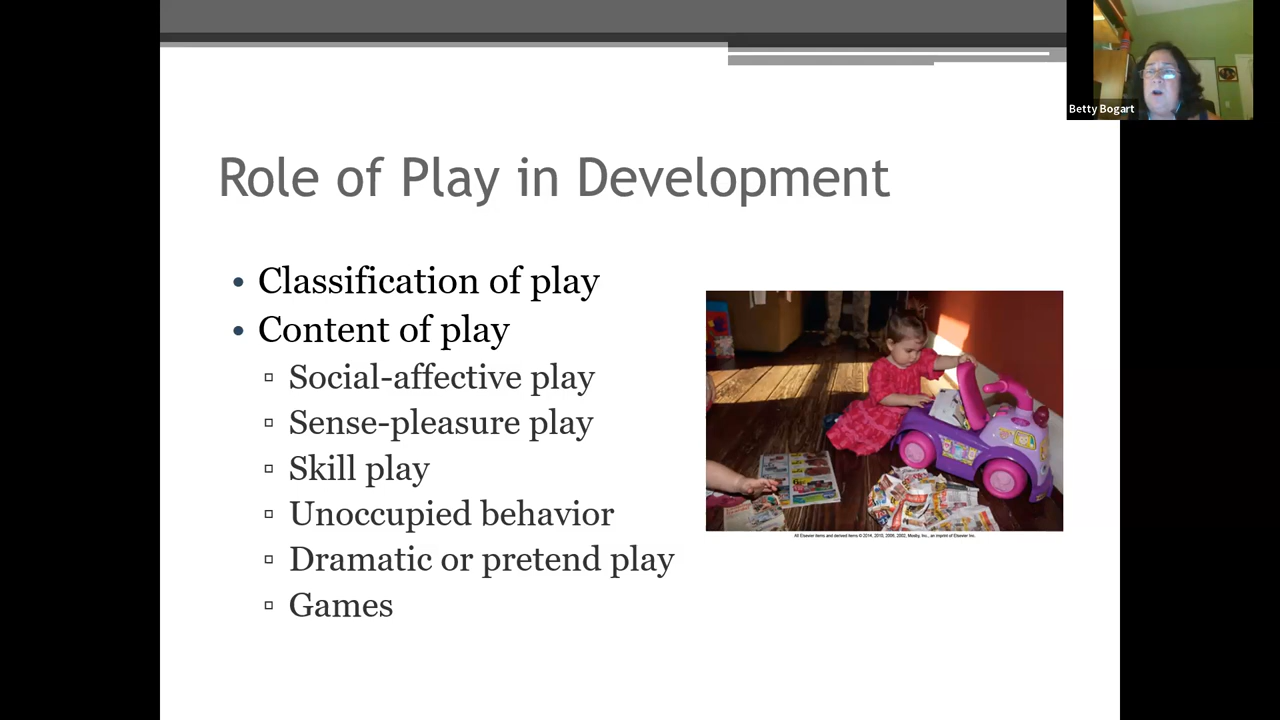 Betty Bogart
Role of Play in Development
• Classification of play
• Content of play
▫ Social-affective play
▫ Sense-pleasure play
▫ Skill play
▫ Unoccupied behavior
▫ Dramatic or pretend play
▫ Games
All Elsevier items and derived items © 2014, 2010, 2006, 2002, Mosby, Inc., an imprint of Elsevier Inc.